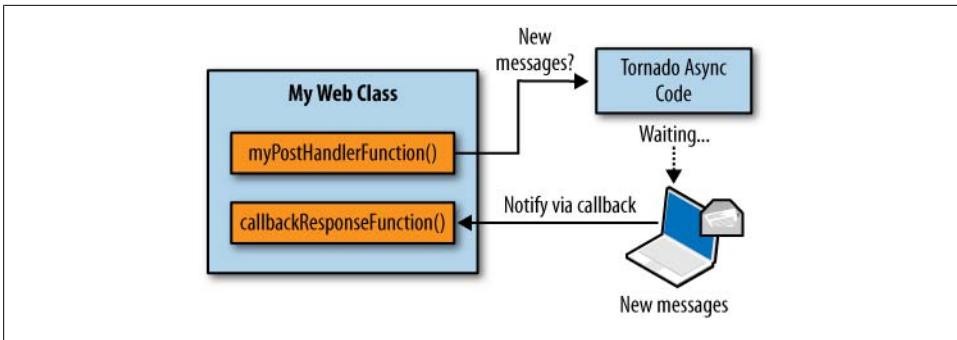 New
messages?
Tornado Async
Code
My Web Class
myPostHandlerFunction()
Waiting...
Notify via callback
callbackResponseFunction()
New messages